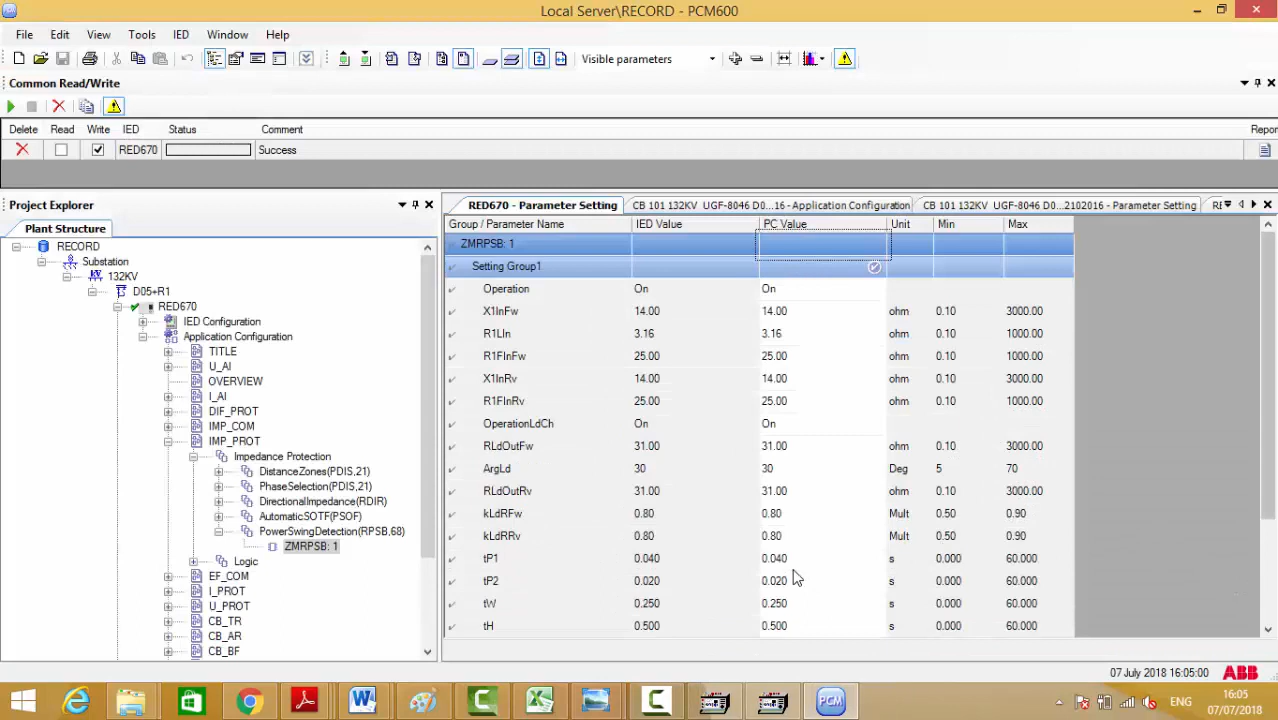 Local Server\RECORD - PCM600
File Edit View Tools IED Window Help
Visible parameters
Common Read/Write
Delete Read Write IED Status Comment Repor
RED670 Success
Project Explorer
Plant Structure
RECORD
Substation
132KV
D05+R1
RED670
IED Configuration
Application Configuration
TITLE
U_AI
OVERVIEW
I_AI
DIF_PROT
IMP_COM
IMP_PROT
Impedance Protection
DistanceZones(PDIS,21)
PhaseSelection(PDIS,21)
DirectionalImpedance(RDIR)
AutomaticSOTF(PSOF)
PowerSwingDetection(RPSB,68)
ZMRPSB: 1
Logic
EF_COM
I_PROT
U_PROT
CB_TR
CB_AR
CB_BF
RED670 - Parameter Setting CB 101 132KV UGF-8046 D0...16 - Application Configuration CB 101 132KV UGF-8046 D0...2102016 - Parameter Setting RE
Group / Parameter Name IED Value PC Value Unit Min Max
ZMRPSB: 1
Setting Group1
Operation On On
X1InFw 14.00 14.00 ohm 0.10 3000.00
R1LIn 3.16 3.16 ohm 0.10 1000.00
R1FInFw 25.00 25.00 ohm 0.10 1000.00
X1InRv 14.00 14.00 ohm 0.10 3000.00
R1FInRv 25.00 25.00 ohm 0.10 1000.00
OperationLdCh On On
RLdOutFw 31.00 31.00 ohm 0.10 3000.00
ArgLd 30 30 Deg 5 70
RLdOutRv 31.00 31.00 ohm 0.10 3000.00
kLdRFw 0.80 0.80 Mult 0.50 0.90
kLdRRv 0.80 0.80 Mult 0.50 0.90
tP1 0.040 0.040 s 0.000 60.000
tP2 0.020 0.020 s 0.000 60.000
tW 0.250 0.250 s 0.000 60.000
tH 0.500 0.500 s 0.000 60.000
07 July 2018 16:05:00 ABB
ENG 16:05
07/07/2018
PCM